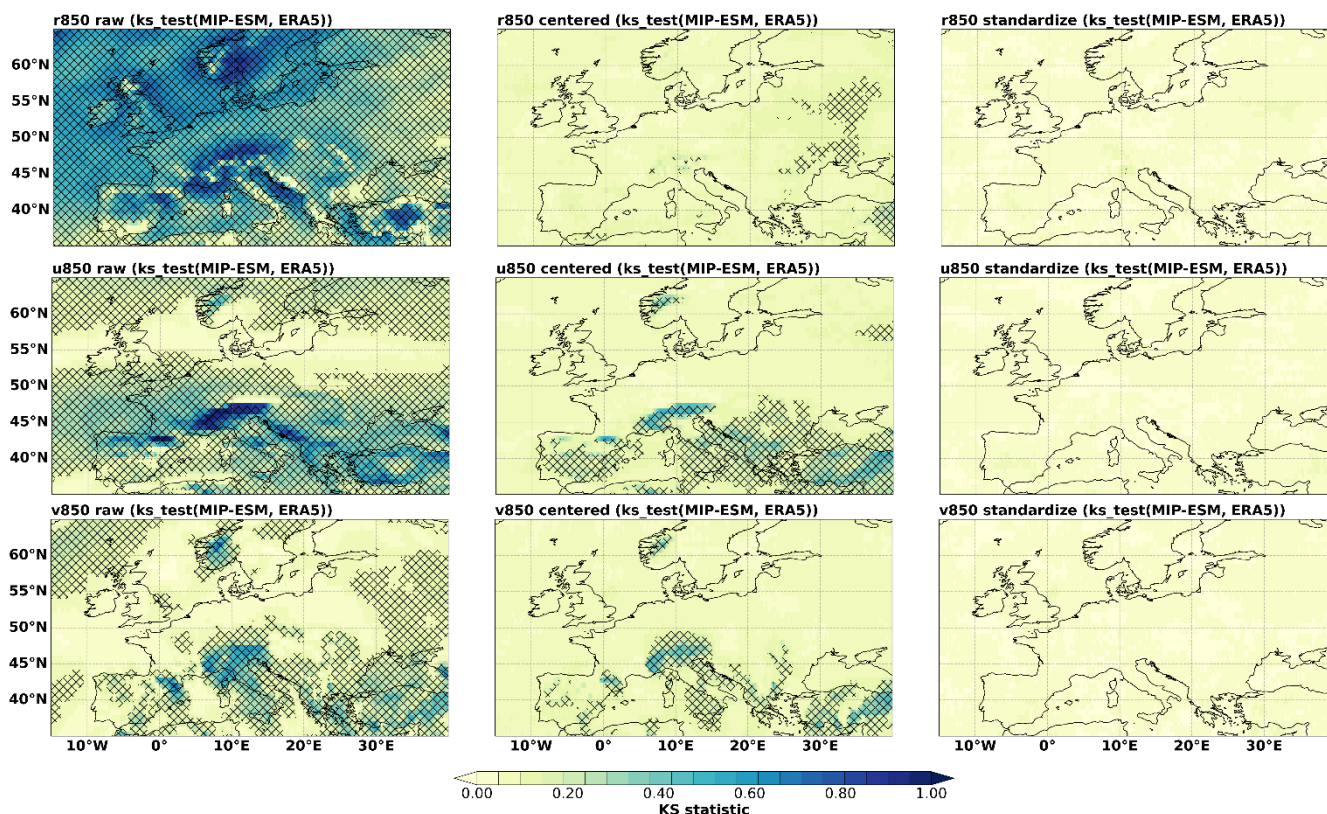 r850 raw (ks_test(MIP-ESM, ERA5))
r850 centered (ks_test(MIP-ESM, ERA5))
r850 standardize (ks_test(MIP-ESM, ERA5))
60°N
55°N
50°N
45°N
40°N
u850 raw (ks_test(MIP-ESM, ERA5))
u850 centered (ks_test(MIP-ESM, ERA5))
u850 standardize (ks_test(MIP-ESM, ERA5))
60°N
55°N
50°N
45°N
40°N
v850 raw (ks_test(MIP-ESM, ERA5))
v850 centered (ks_test(MIP-ESM, ERA5))
v850 standardize (ks_test(MIP-ESM, ERA5))
60°N
55°N
50°N
45°N
40°N
10°W 0° 10°E 20°E 30°E
10°W 0° 10°E 20°E 30°E
10°W 0° 10°E 20°E 30°E
0.00 0.20 0.40 0.60 0.80 1.00
KS statistic